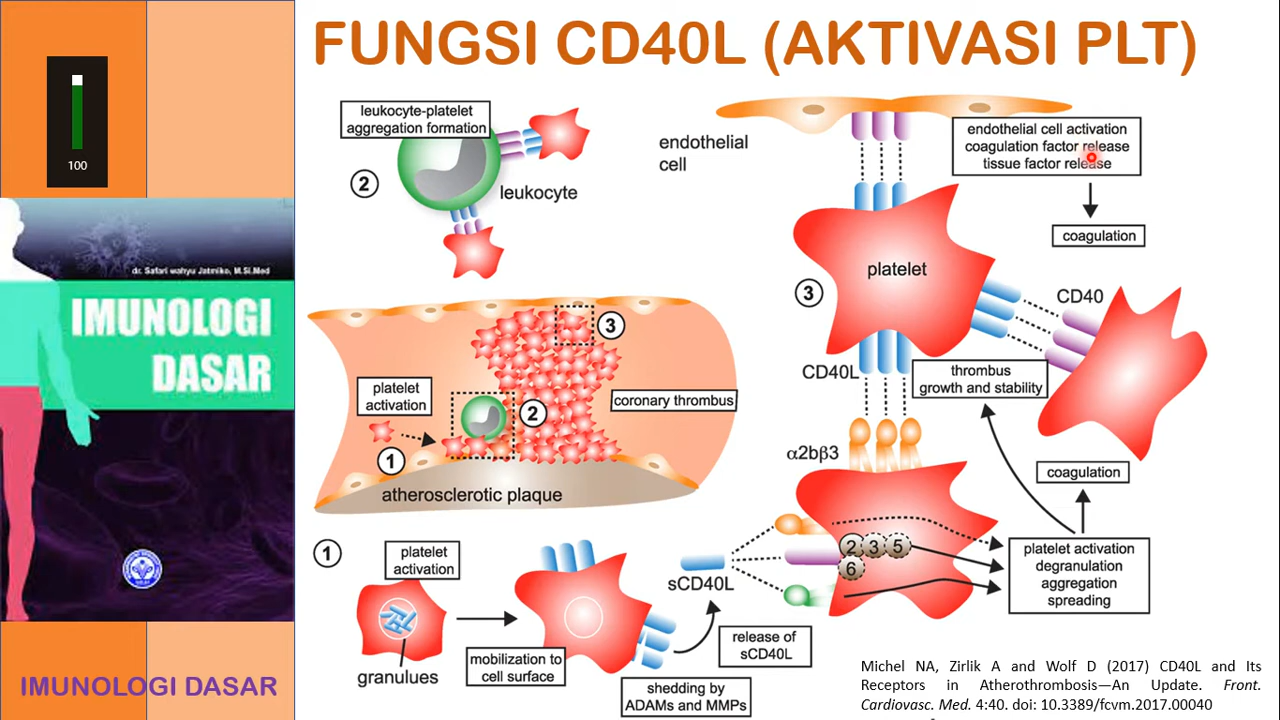 FUNGSI CD40L (AKTIVASI PLT)
100
dr. Safari wahyu Jatmiko, M.Si.Med
IMUNOLOGI
DASAR
IMUNOLOGI DASAR
leukocyte-platelet
aggregation formation
2
leukocyte
endothelial
cell
endothelial cell activation
coagulation factor release
tissue factor release
coagulation
platelet
3
CD40
CD40L
thrombus
growth and stability
α2bβ3
coagulation
2 3 5
6
platelet activation
degranulation
aggregation
spreading
3
platelet
activation
2
coronary thrombus
1
atherosclerotic plaque
1
platelet
activation
granulues
mobilization to
cell surface
shedding by
ADAMs and MMPs
release of
sCD40L
sCD40L
Michel NA, Zirlik A and Wolf D (2017) CD40L and Its
Receptors in Atherothrombosis—An Update. Front.
Cardiovasc. Med. 4:40. doi: 10.3389/fcvm.2017.00040